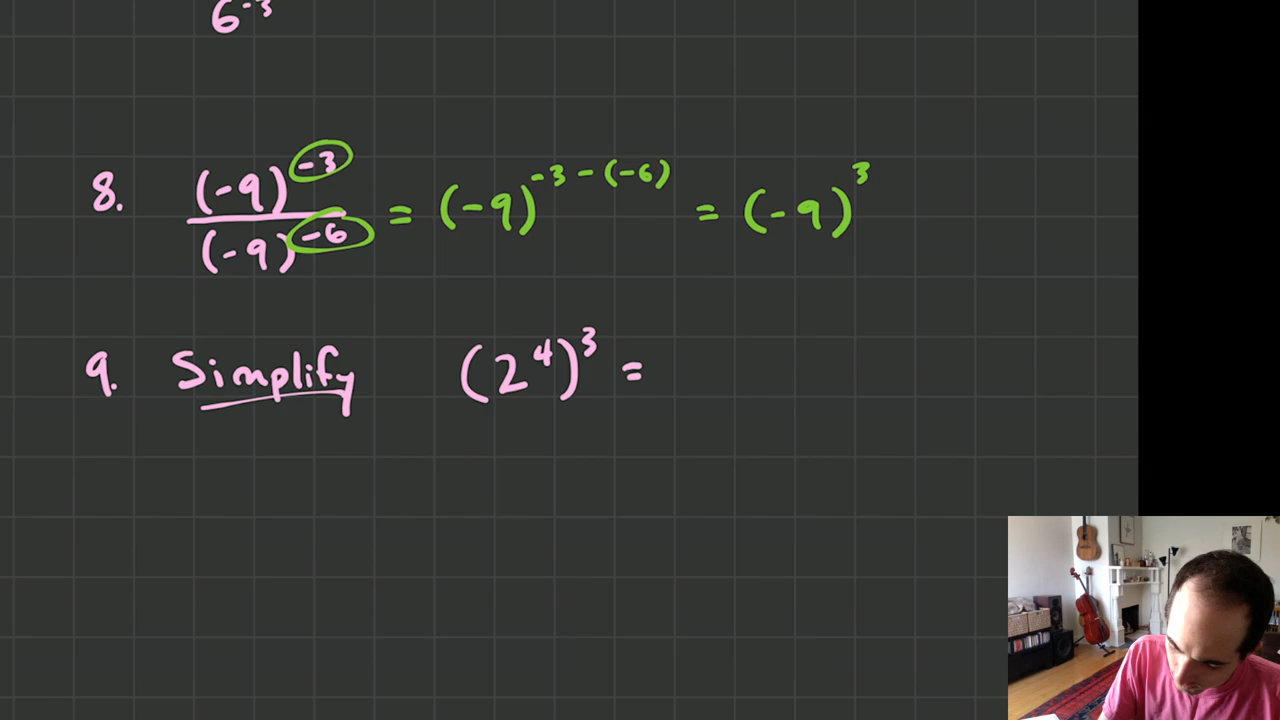 6⁻³
8. (-9)⁻³ / (-9)⁻⁶ = (-9)⁻³⁻⁽⁻⁶⁾ = (-9)³
9. Simplify (2⁴)³ =